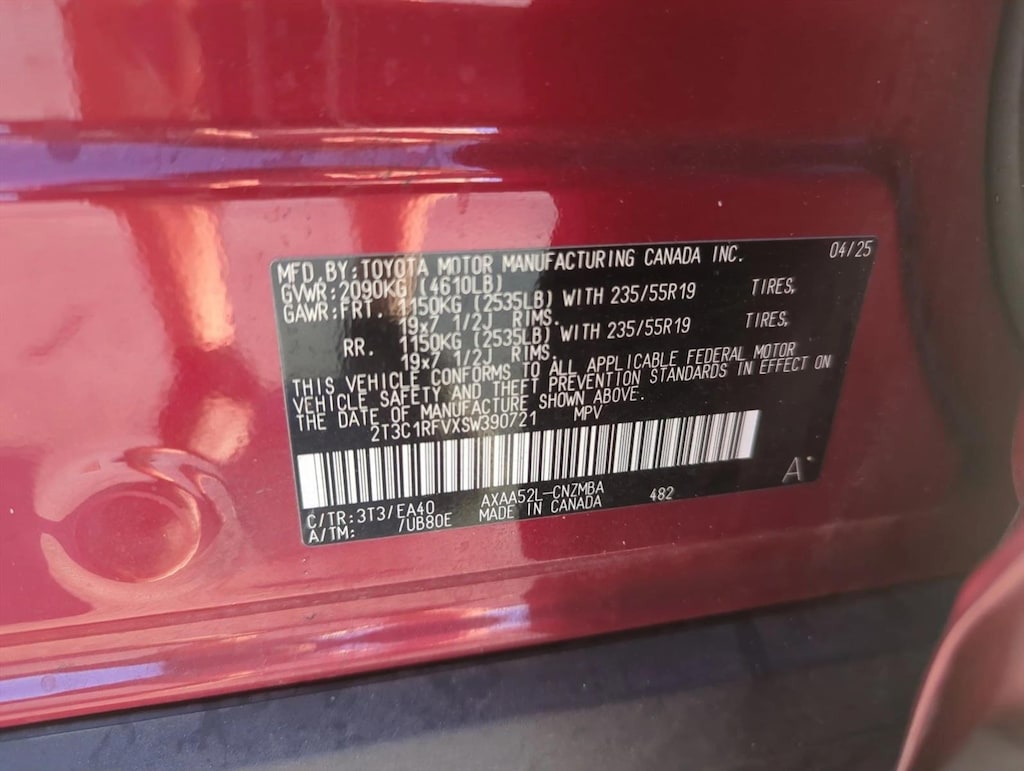 MFD. BY: TOYOTA MOTOR MANUFACTURING CANADA INC. 04/25
GVWR: 2090KG (4610LB)
GAWR: FRT. 1150KG (2535LB) WITH 235/55R19 TIRES,
19x7 1/2J RIMS.
RR. 1150KG (2535LB) WITH 235/55R19 TIRES,
19x7 1/2J RIMS.
THIS VEHICLE CONFORMS TO ALL APPLICABLE FEDERAL MOTOR
VEHICLE SAFETY AND THEFT PREVENTION STANDARDS IN EFFECT ON
THE DATE OF MANUFACTURE SHOWN ABOVE.
2T3C1RFVXSW390721 MPV
C/TR: 3T3/EA40 AXAA52L-CNZMBA 482 A*
A/TM: /UB80E MADE IN CANADA